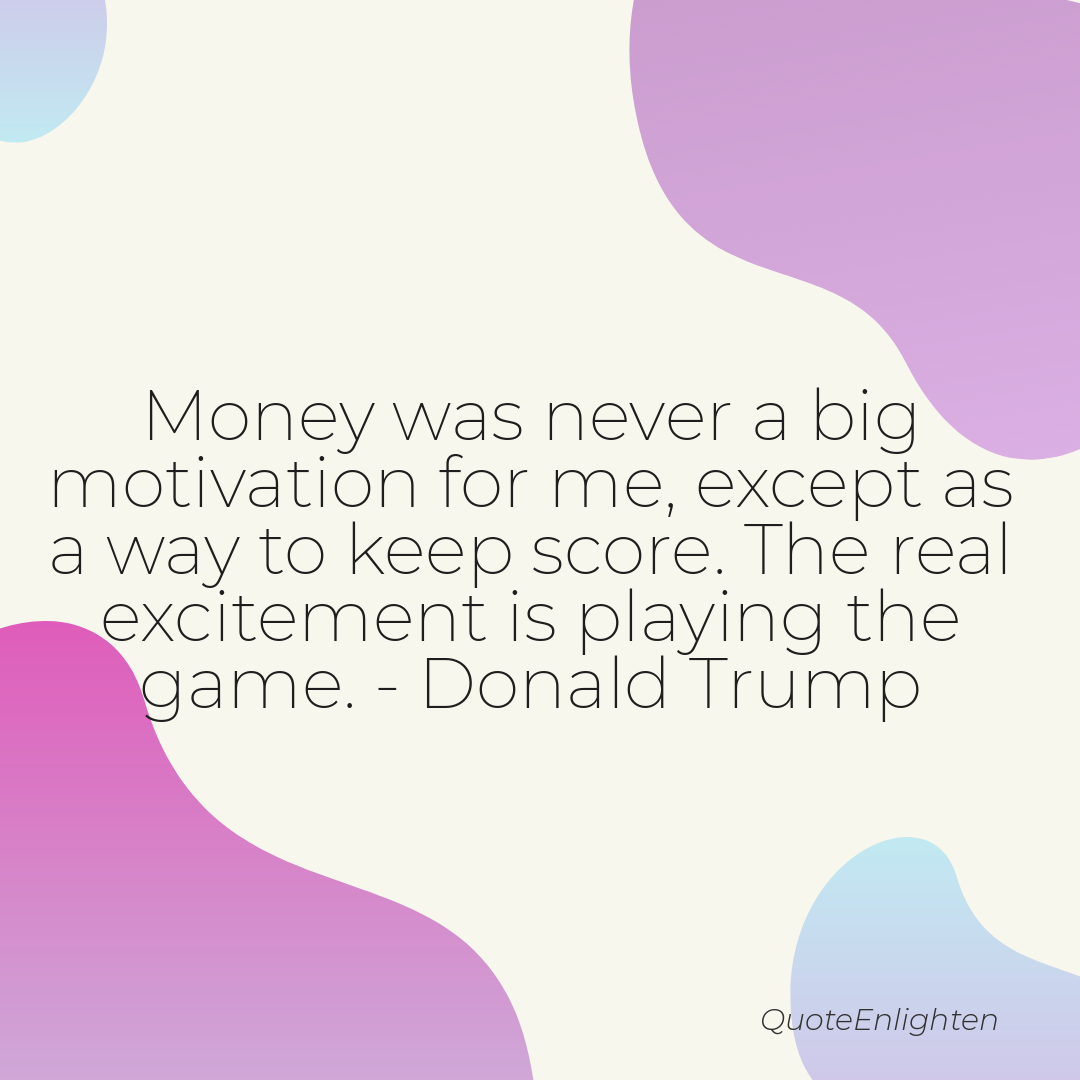 Money was never a big
motivation for me, except as
a way to keep score. The real
excitement is playing the
game. - Donald Trump
QuoteEnlighten